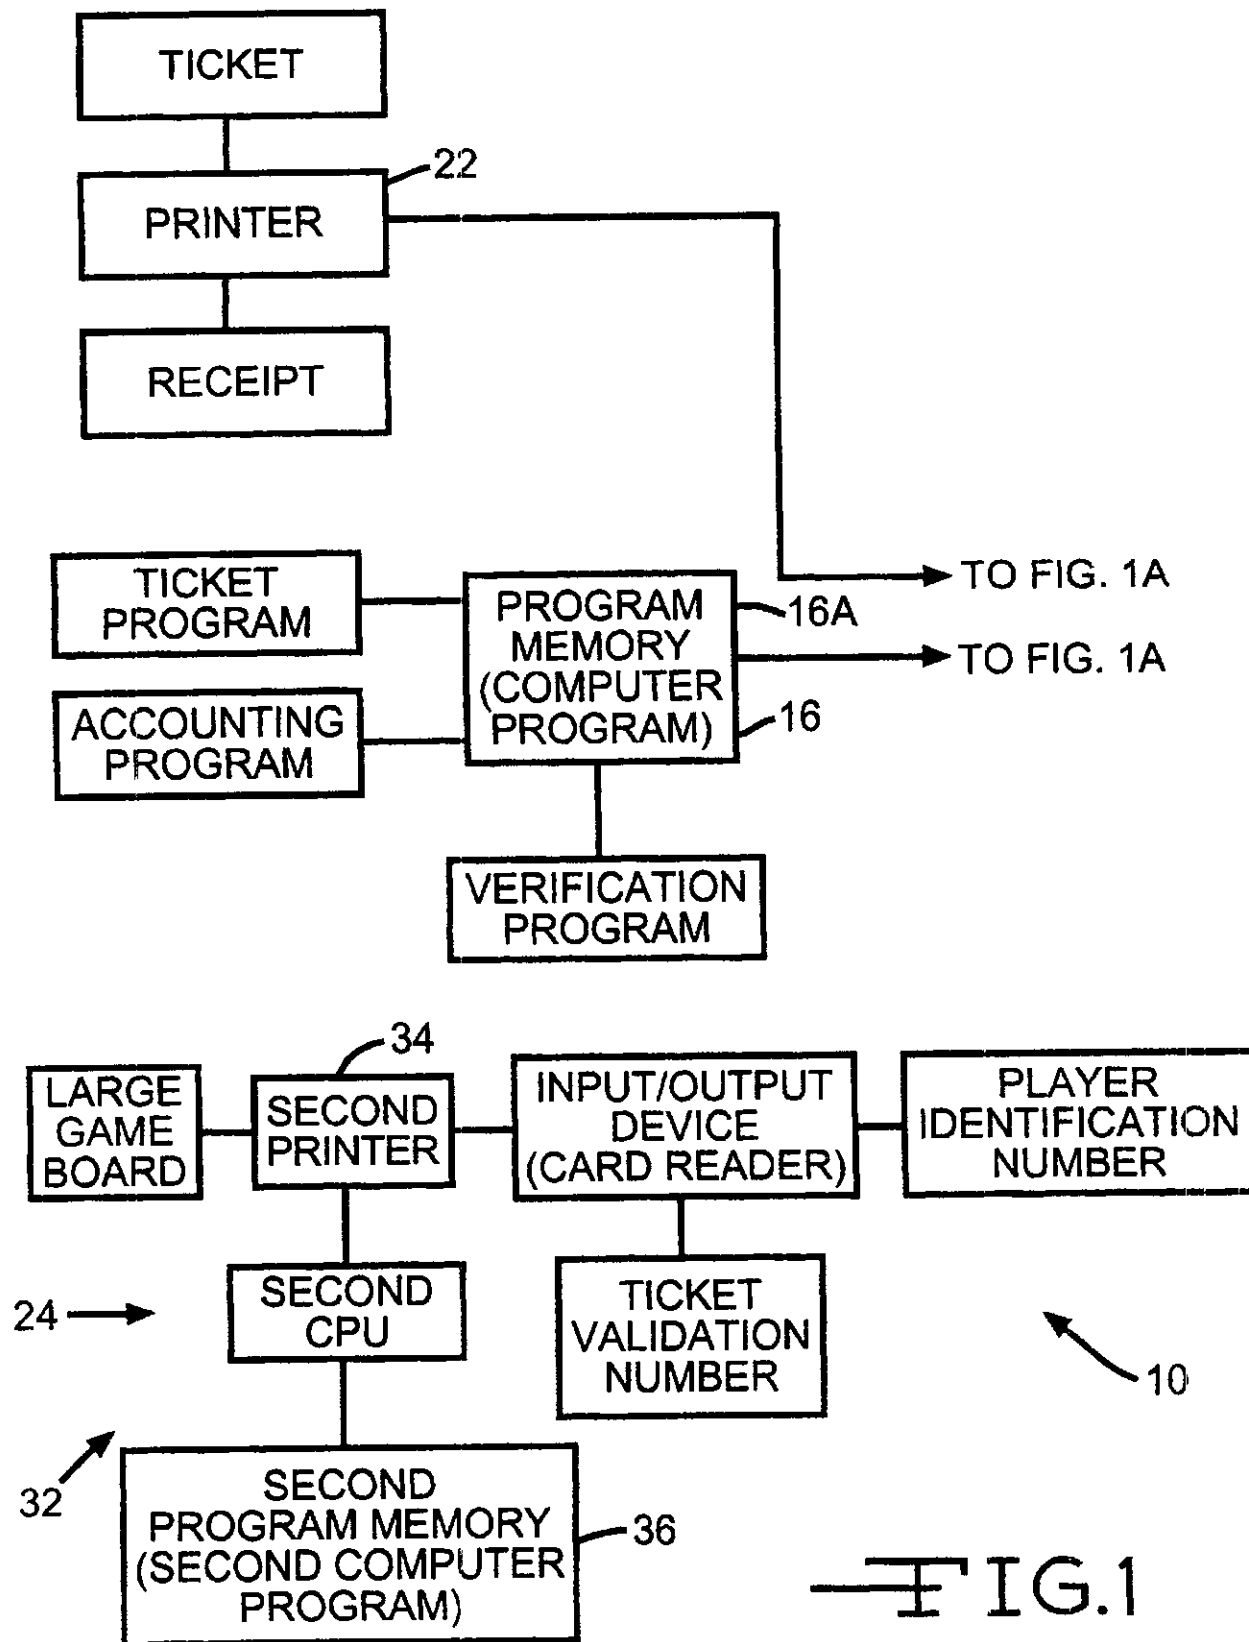 TICKET
22
PRINTER
RECEIPT
TICKET
PROGRAM
ACCOUNTING
PROGRAM
PROGRAM
MEMORY
(COMPUTER
PROGRAM)
16A
16
TO FIG. 1A
TO FIG. 1A
VERIFICATION
PROGRAM
LARGE
GAME
BOARD
34
SECOND
PRINTER
INPUT/OUTPUT
DEVICE
(CARD READER)
PLAYER
IDENTIFICATION
NUMBER
24
SECOND
CPU
TICKET
VALIDATION
NUMBER
10
32
SECOND
PROGRAM MEMORY
(SECOND COMPUTER
PROGRAM)
36
FIG.1